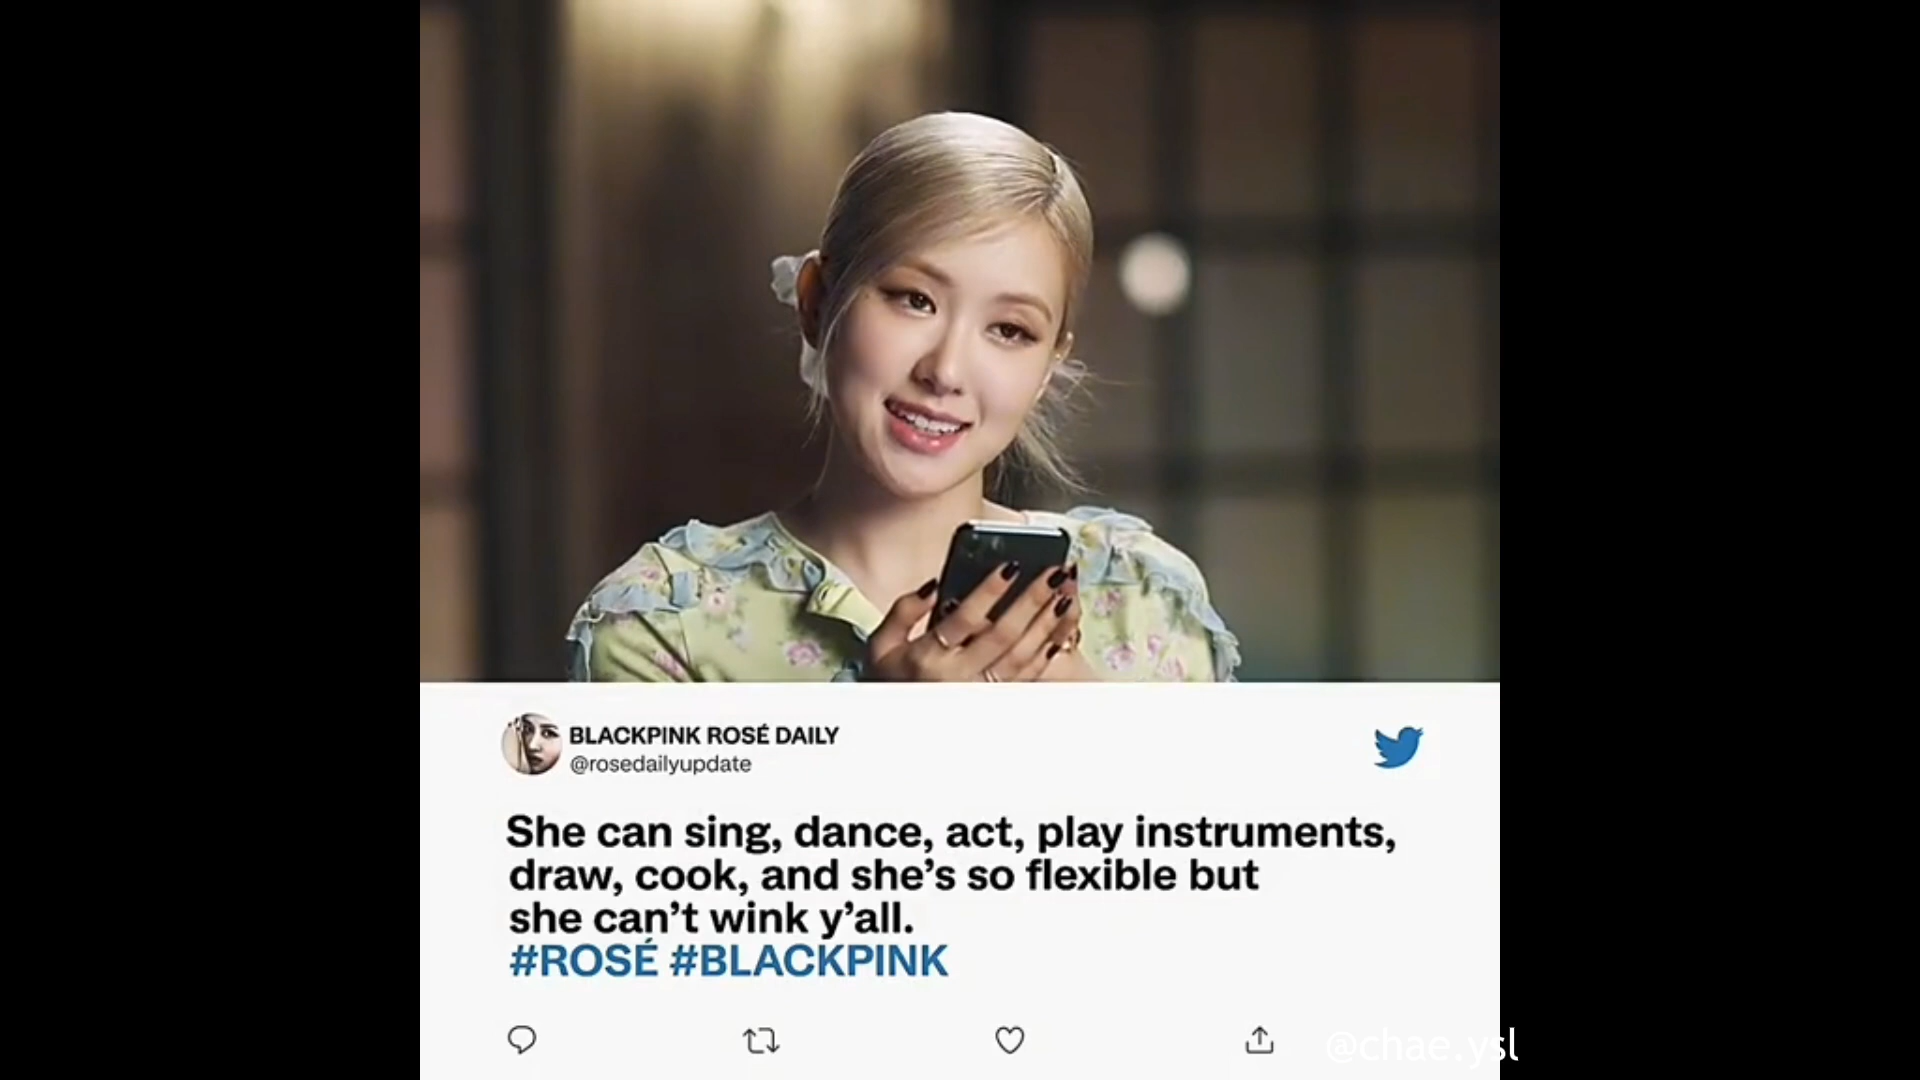 BLACKPINK ROSÉ DAILY
@rosedailyupdate
She can sing, dance, act, play instruments,
draw, cook, and she's so flexible but
she can't wink y'all.
#ROSÉ #BLACKPINK
@chae.ysl